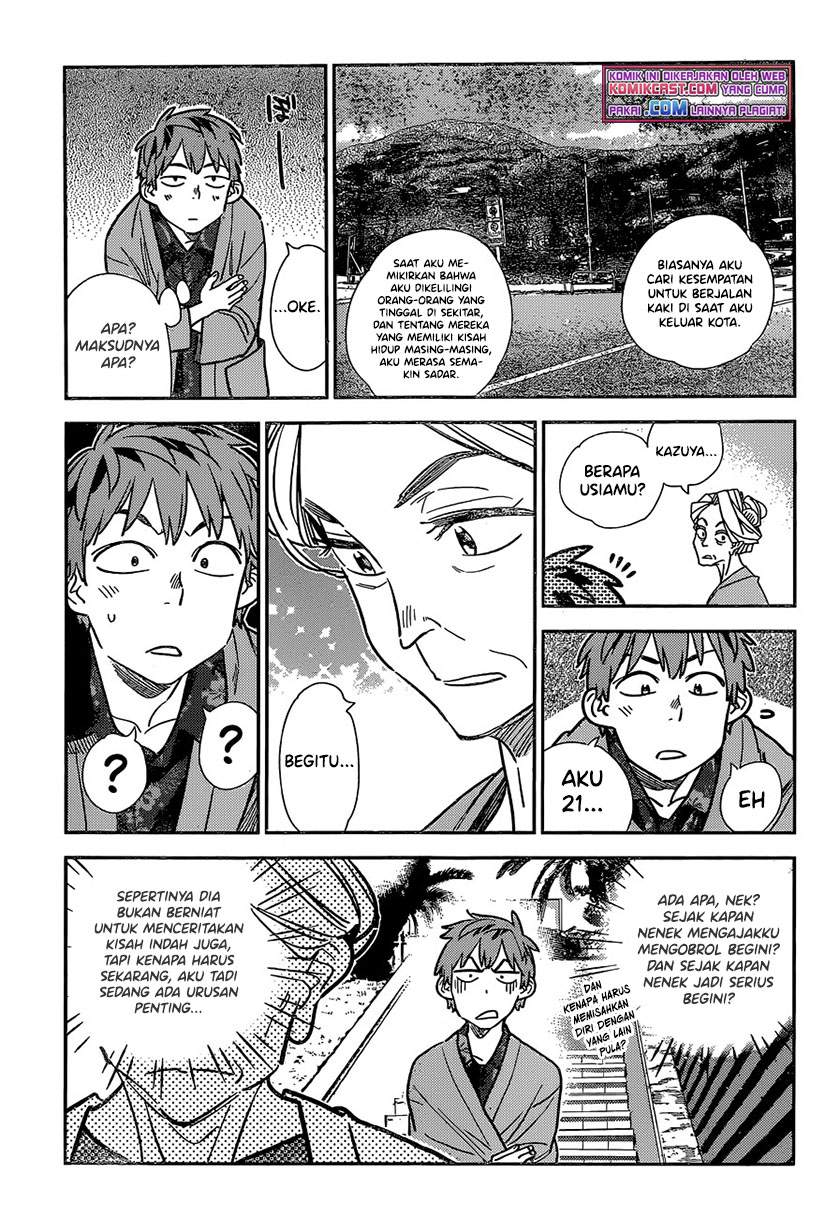 KOMIK INI DIKERJAKAN OLEH WEB
KOMIKCAST.COM YANG CUMA
PAKAI .COM LAINNYA PLAGIAT!
BIASANYA AKU
CARI KESEMPATAN
UNTUK BERJALAN
KAKI DI SAAT AKU
KELUAR KOTA.
SAAT AKU ME-
MIKIRKAN BAHWA
AKU DIKELILINGI
ORANG-ORANG YANG
TINGGAL DI SEKITAR,
DAN TENTANG MEREKA
YANG MEMILIKI KISAH
HIDUP MASING-MASING,
AKU MERASA SEMA-
KIN SADAR.
...OKE.
APA?
MAKSUDNYA
APA?
KAZUYA...
BERAPA
USIAMU?
EH
AKU
21...
BEGITU...
?
?
ADA APA, NEK?
SEJAK KAPAN
NENEK MENGAJAKKU
MENGOBROL BEGINI?
DAN SEJAK KAPAN
NENEK JADI SERIUS
BEGINI?
DAN
KENAPA HARUS
MEMISAHKAN
DIRI DENGAN
YANG LAIN
PULA?
SEPERTINYA DIA
BUKAN BERNIAT
UNTUK MENCERITAKAN
KISAH INDAH JUGA,
TAPI KENAPA HARUS
SEKARANG, AKU TADI
SEDANG ADA URUSAN
PENTING...